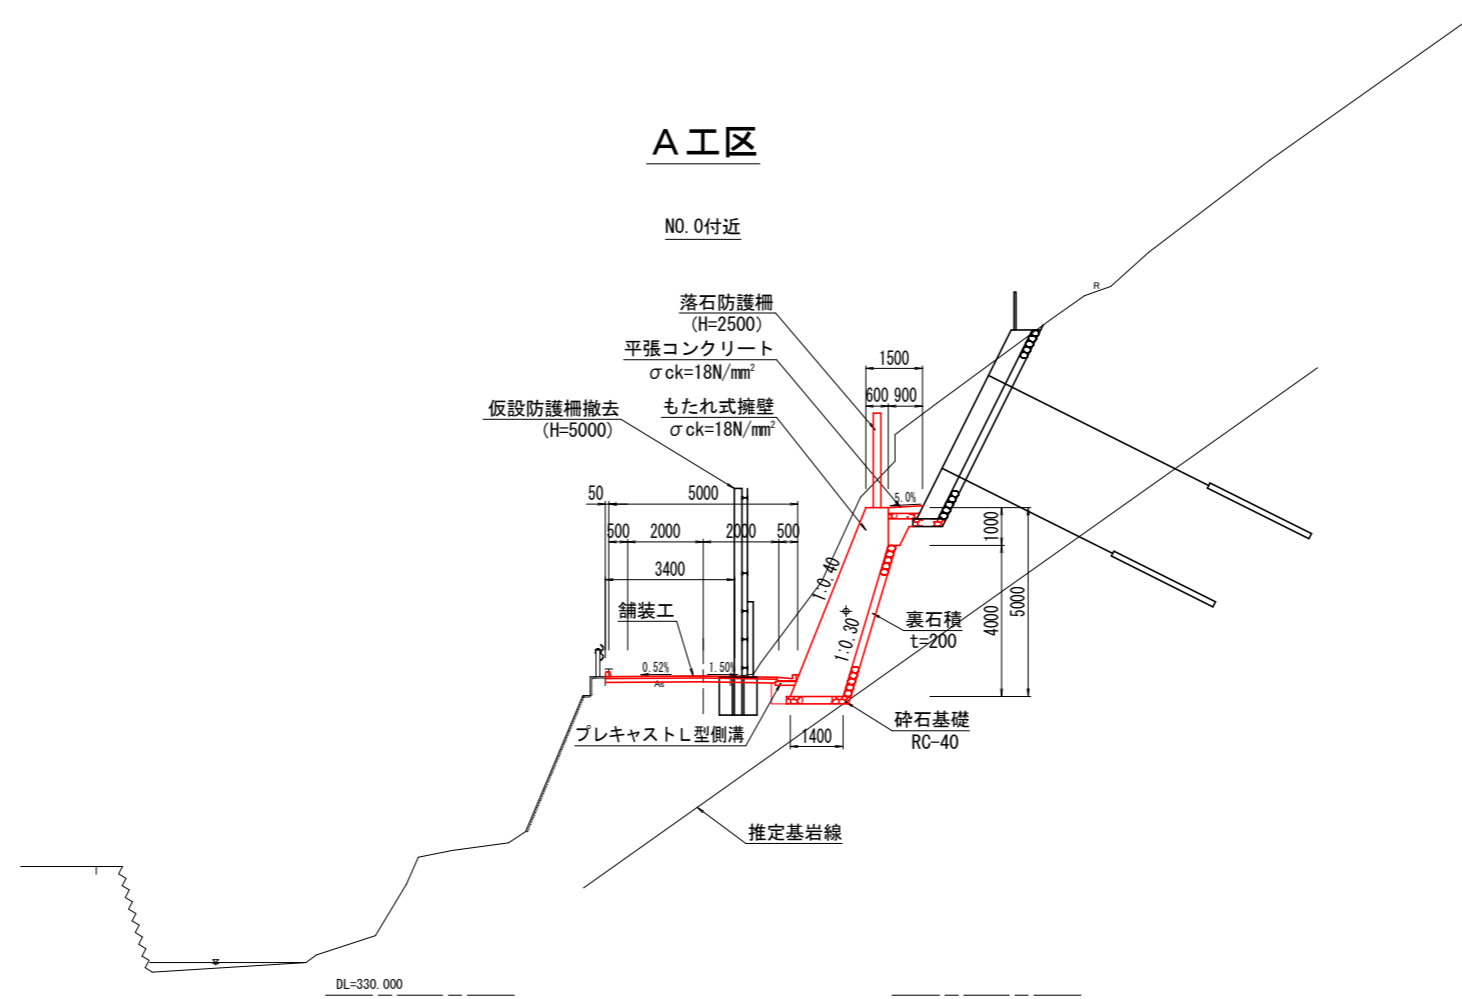 A工区
NO.0付近
落石防護柵
(H=2500)
平張コンクリート
σck=18N/mm²
仮設防護柵撤去
(H=5000)
もたれ式擁壁
σck=18N/mm²
1500
600 900
R
50 5000
500 2000 2000 500
3400
舗装工
5.0%
1:0.40
1:0.30
1000
4000
5000
裏石積
t=200
0.52%
1.50%
As
プレキャストL型側溝
1400
砕石基礎
RC-40
推定基岩線
DL=330.000